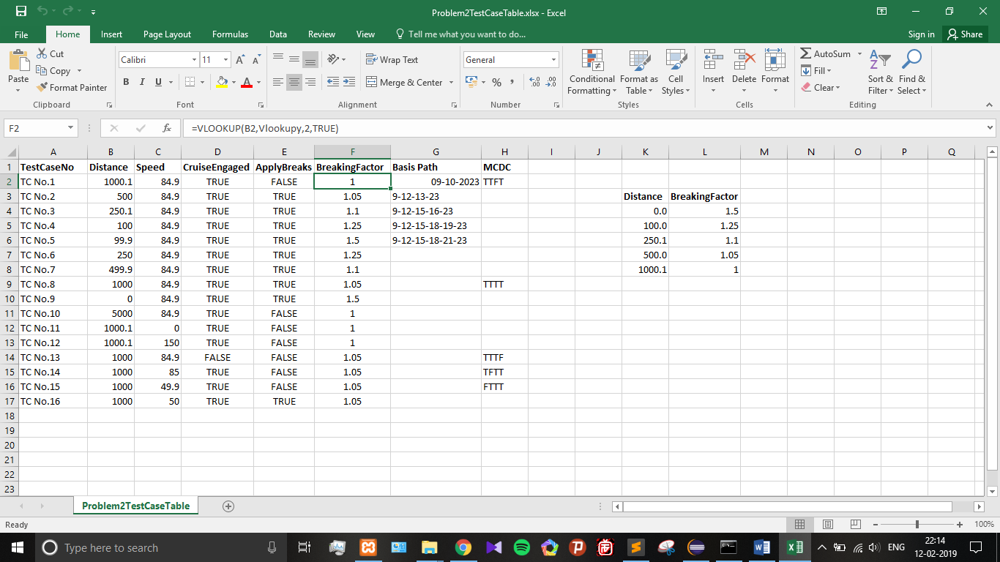 Problem2TestCaseTable.xlsx - Excel
File Home Insert Page Layout Formulas Data Review View Tell me what you want to do... Sign in Share
Paste Cut Copy Format Painter Clipboard
Calibri 11 B I U A Font
Wrap Text Merge & Center Alignment
General % , Number
Conditional Formatting Format as Table Cell Styles Styles
Insert Delete Format Cells
AutoSum Fill Clear Sort & Filter Find & Select Editing
F2 fx =VLOOKUP(B2,Vlookupy,2,TRUE)
A B C D E F G H I J K L M N O P Q
1 TestCaseNo Distance Speed CruiseEngaged ApplyBreaks BreakingFactor Basis Path MCDC
2 TC No.1 1000.1 84.9 TRUE FALSE 1 09-10-2023 TTFT
3 TC No.2 500 84.9 TRUE TRUE 1.05 9-12-13-23 Distance BreakingFactor
4 TC No.3 250.1 84.9 TRUE TRUE 1.1 9-12-15-16-23 0.0 1.5
5 TC No.4 100 84.9 TRUE TRUE 1.25 9-12-15-18-19-23 100.0 1.25
6 TC No.5 99.9 84.9 TRUE TRUE 1.5 9-12-15-18-21-23 250.1 1.1
7 TC No.6 250 84.9 TRUE TRUE 1.25 500.0 1.05
8 TC No.7 499.9 84.9 TRUE TRUE 1.1 1000.1 1
9 TC No.8 1000 84.9 TRUE TRUE 1.05 TTTT
10 TC No.9 0 84.9 TRUE TRUE 1.5
11 TC No.10 5000 84.9 TRUE FALSE 1
12 TC No.11 1000.1 0 TRUE FALSE 1
13 TC No.12 1000.1 150 TRUE FALSE 1
14 TC No.13 1000 84.9 FALSE FALSE 1.05 TTTF
15 TC No.14 1000 85 TRUE FALSE 1.05 TFTT
16 TC No.15 1000 49.9 TRUE FALSE 1.05 FTTT
17 TC No.16 1000 50 TRUE TRUE 1.05
18
19
20
21
22
23
Problem2TestCaseTable
Ready 100%
Type here to search ENG 22:14
12-02-2019